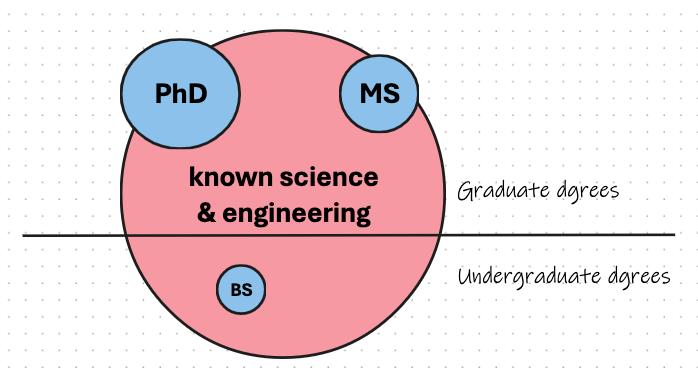 PhD
MS
known science
& engineering
Graduate dgrees
Undergraduate dgrees
BS